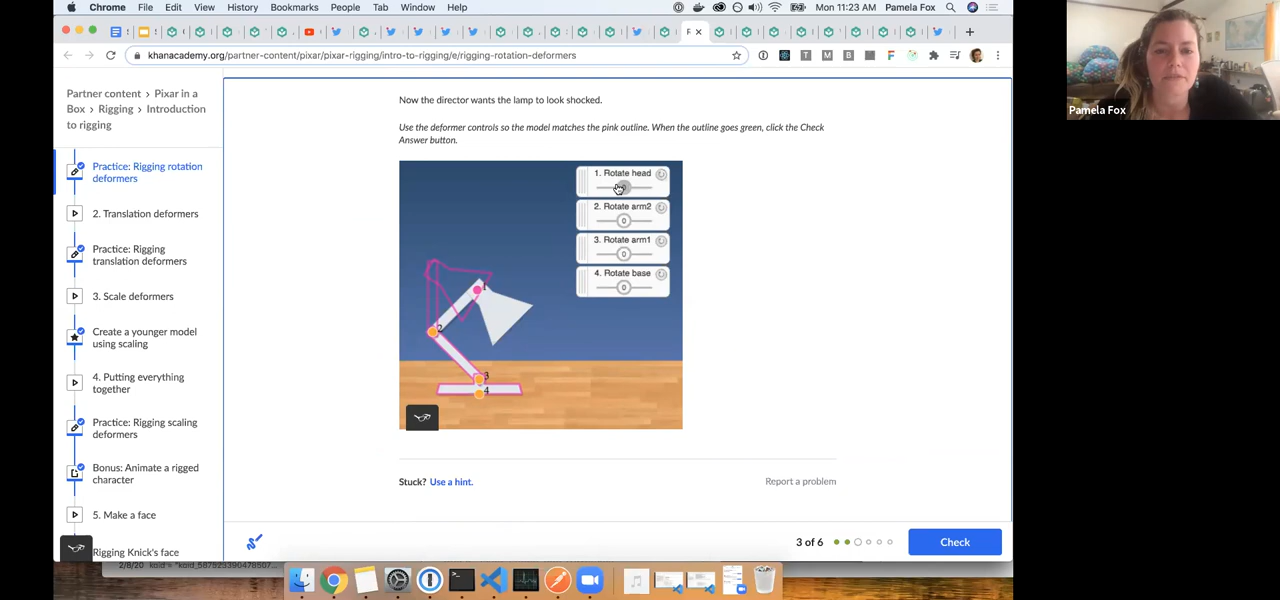 Chrome File Edit View History Bookmarks People Tab Window Help
Mon 11:23 AM Pamela Fox
khanacademy.org/partner-content/pixar/pixar-rigging/intro-to-rigging/e/rigging-rotation-deformers
Pamela Fox
Partner content > Pixar in a
Box > Rigging > Introduction
to rigging
Practice: Rigging rotation
deformers
2. Translation deformers
Practice: Rigging
translation deformers
3. Scale deformers
Create a younger model
using scaling
4. Putting everything
together
Practice: Rigging scaling
deformers
Bonus: Animate a rigged
character
5. Make a face
Rigging Knick's face
Now the director wants the lamp to look shocked.
Use the deformer controls so the model matches the pink outline. When the outline goes green, click the Check
Answer button.
1. Rotate head
2. Rotate arm2
0
3. Rotate arm1
0
4. Rotate base
0
1
2
3
4
Stuck? Use a hint.
Report a problem
3 of 6
Check